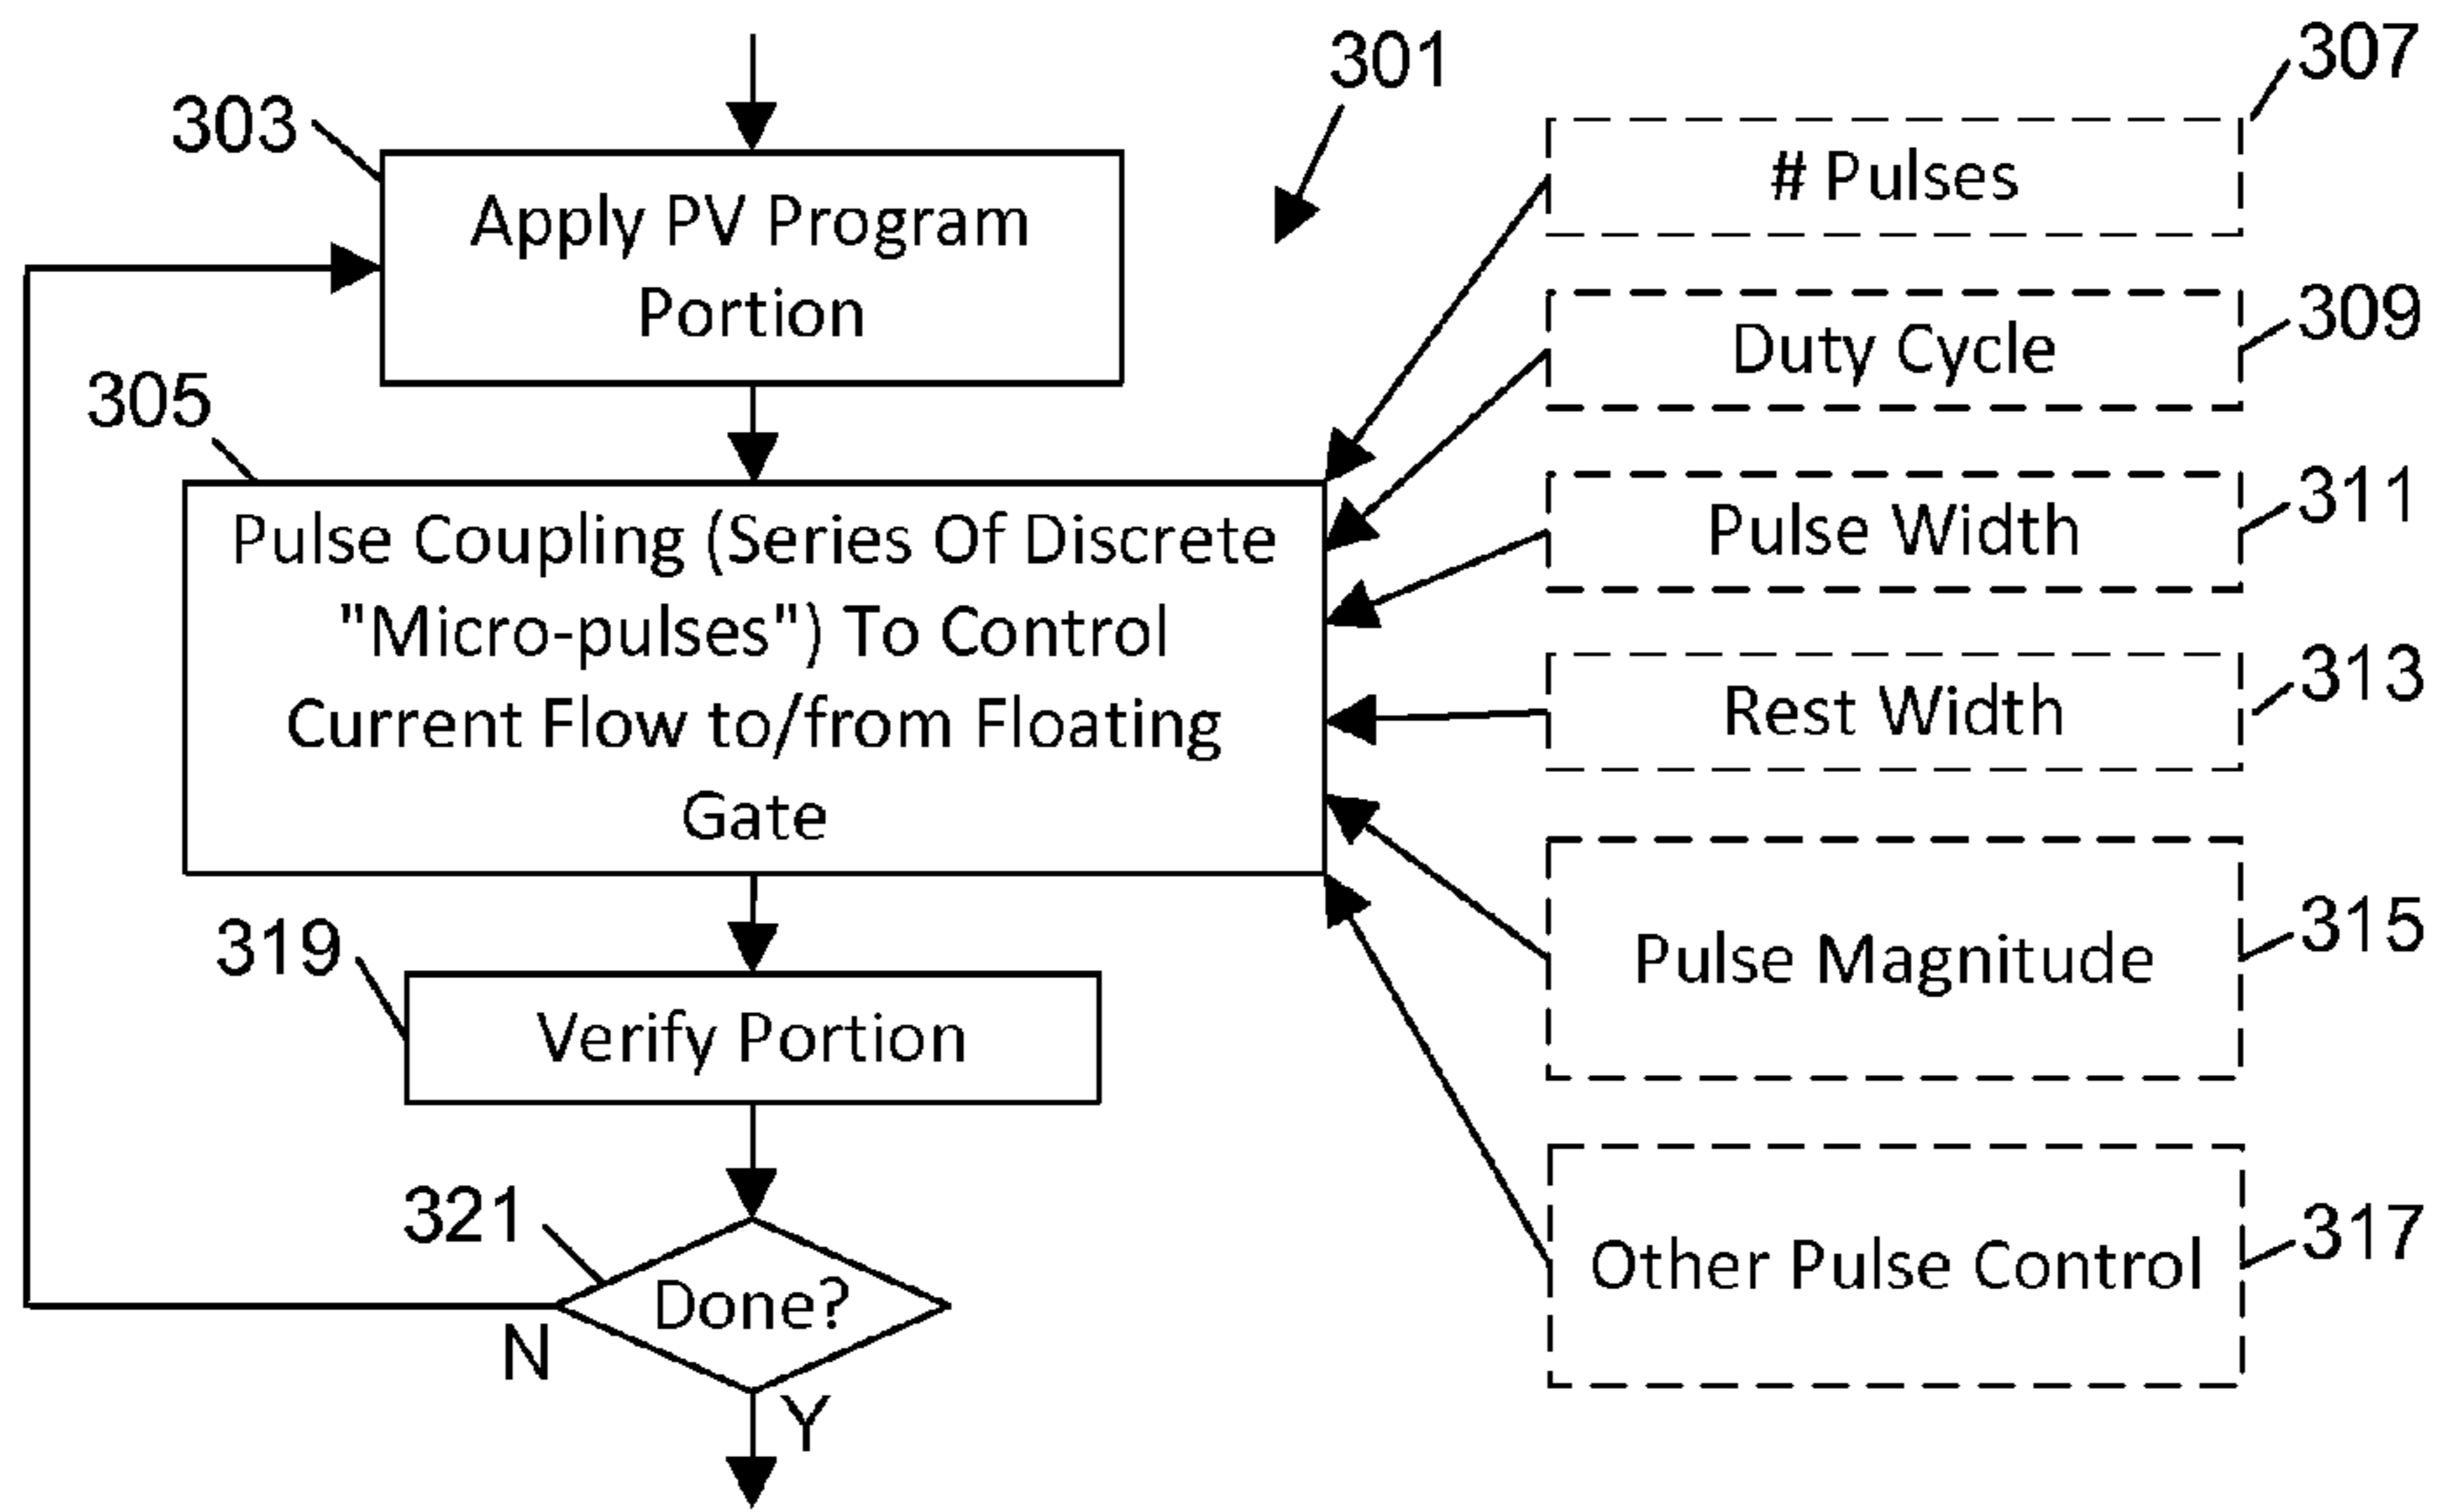 301
303
Apply PV Program
Portion
305
Pulse Coupling (Series Of Discrete
"Micro-pulses") To Control
Current Flow to/from Floating
Gate
307
# Pulses
309
Duty Cycle
311
Pulse Width
313
Rest Width
315
Pulse Magnitude
317
Other Pulse Control
319
Verify Portion
321
Done?
N
Y